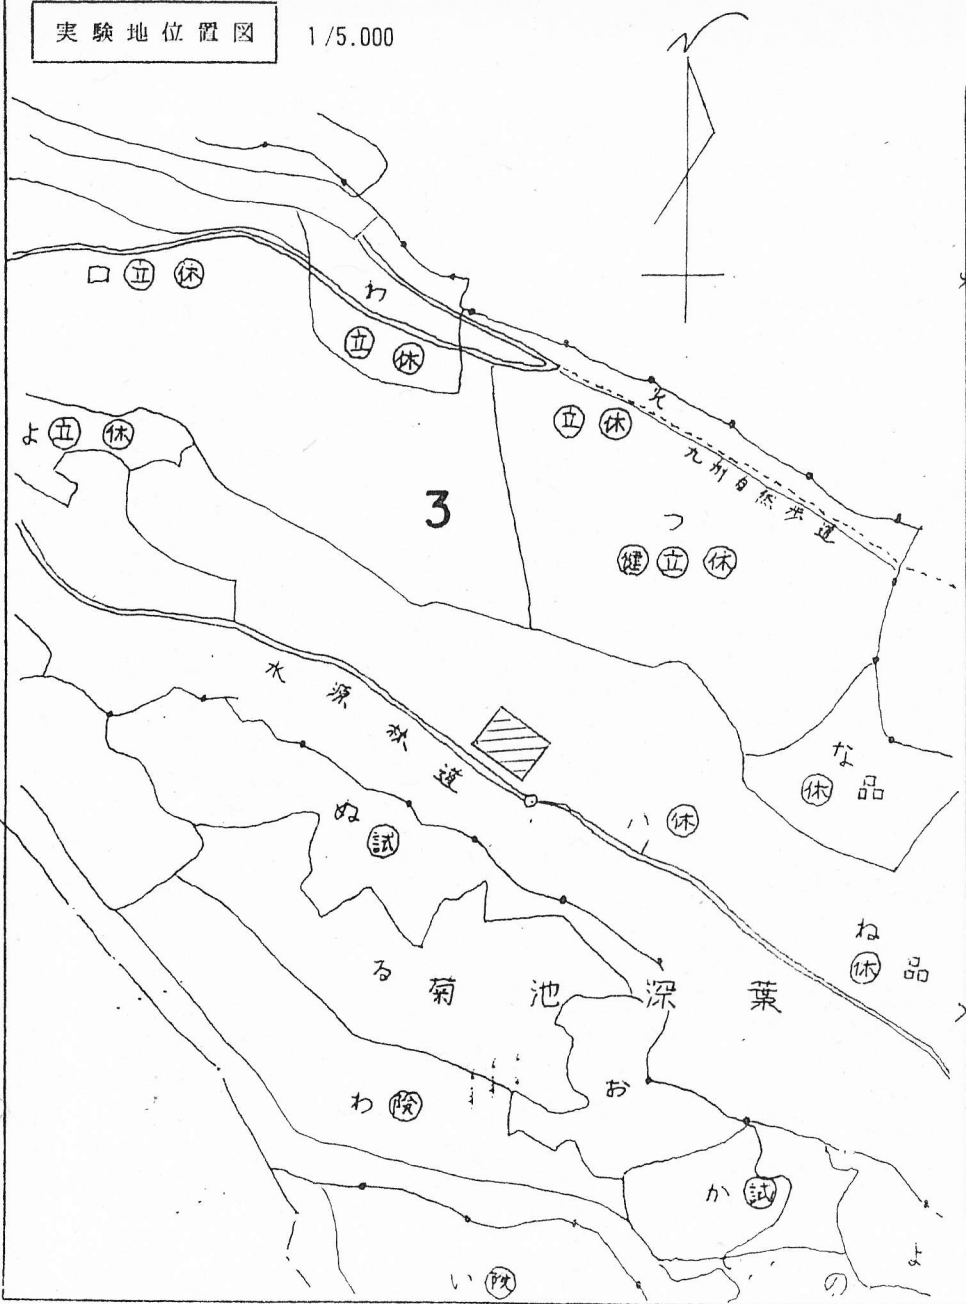 実験地位置図 1/5.000
ロ 立 休
わ
立 休
よ 立 休
立 休
そ
九州自然歩道
3
つ
健 立 休
水源林道
な
休 品
ハ 休
ぬ
試
ね
休 品
る
菊池深葉
お
わ 険
か 試
よ
い 険
の